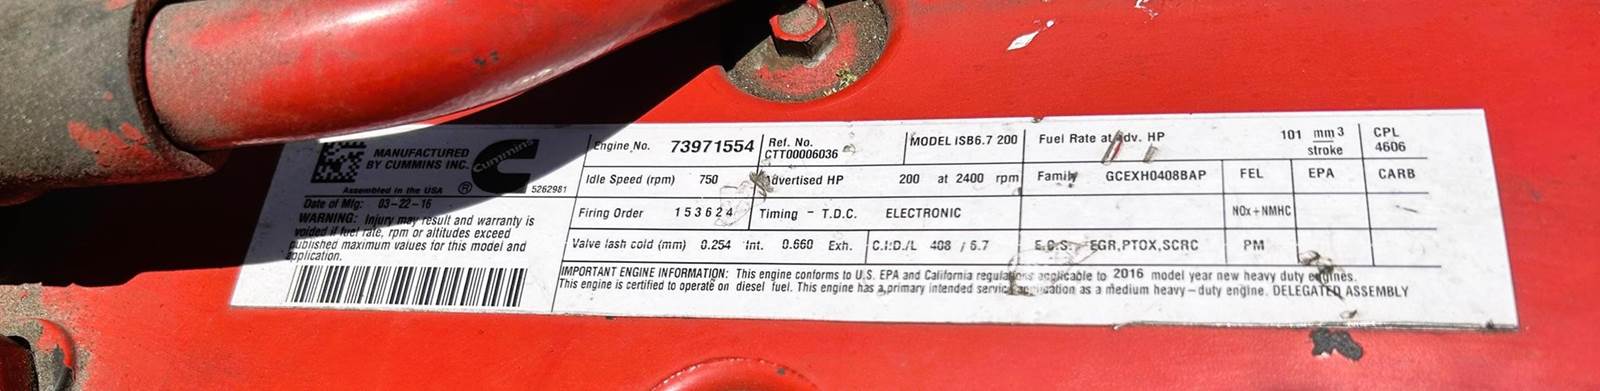 MANUFACTURED
BY CUMMINS INC.
Assembled in the USA
®
Cummins
5262981
Date of Mfg: 03-22-16
WARNING: Injury may result and warranty is
voided if fuel rate, rpm or altitudes exceed
published maximum values for this model and
application.
Engine No. 73971554
Ref. No.
CTT00006036
MODEL ISB6.7 200
Fuel Rate at Adv. HP 101 mm3
stroke
CPL
4606
Idle Speed (rpm) 750
Advertised HP 200 at 2400 rpm
Family GCEXH0408BAP
FEL EPA CARB
Firing Order 153624
Timing - T.D.C. ELECTRONIC
NOx+NMHC
Valve lash cold (mm) 0.254 Int. 0.660 Exh.
C.I.D./L 408 / 6.7
E.C.S. EGR,PTOX,SCRC
PM
IMPORTANT ENGINE INFORMATION: This engine conforms to U.S. EPA and California regulations applicable to 2016 model year new heavy duty engines.
This engine is certified to operate on diesel fuel. This engine has a primary intended service application as a medium heavy-duty engine. DELEGATED ASSEMBLY